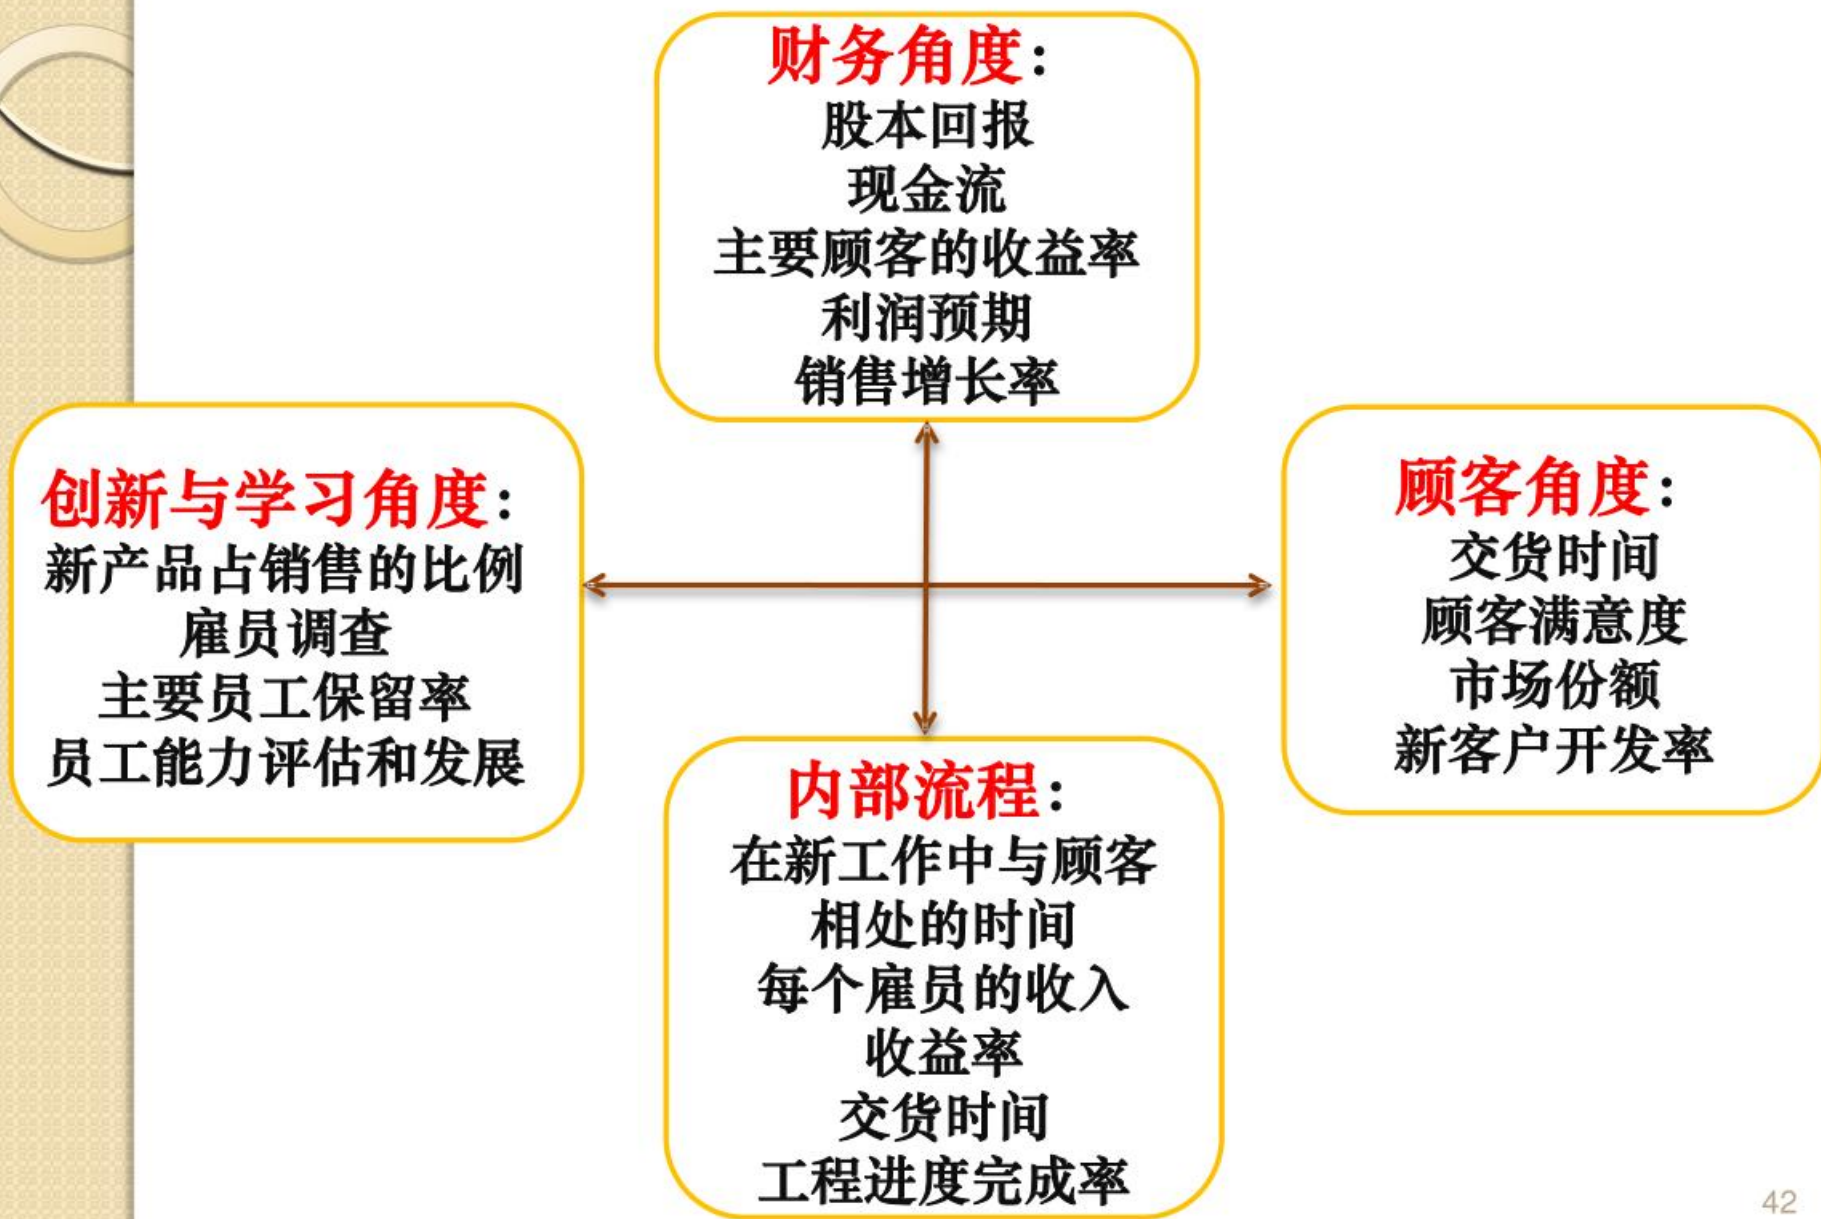 财务角度：
股本回报
现金流
主要顾客的收益率
利润预期
销售增长率
创新与学习角度：
新产品占销售的比例
雇员调查
主要员工保留率
员工能力评估和发展
顾客角度：
交货时间
顾客满意度
市场份额
新客户开发率
内部流程：
在新工作中与顾客
相处的时间
每个雇员的收入
收益率
交货时间
工程进度完成率
42